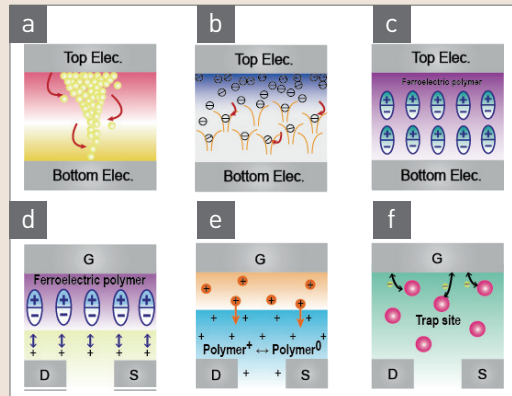 a
Top Elec.
Bottom Elec.
b
Top Elec.
Bottom Elec.
c
Top Elec.
Ferroelectric polymer
+ + + + +
− − − − −
+ + + + +
− − − − −
Bottom Elec.
d
G
Ferroelectric polymer
+ + + + +
− − − − −
+ + + + +
D S
e
G
Polymer⁺ ↔ Polymer⁰
D S
f
G
Trap site
D S